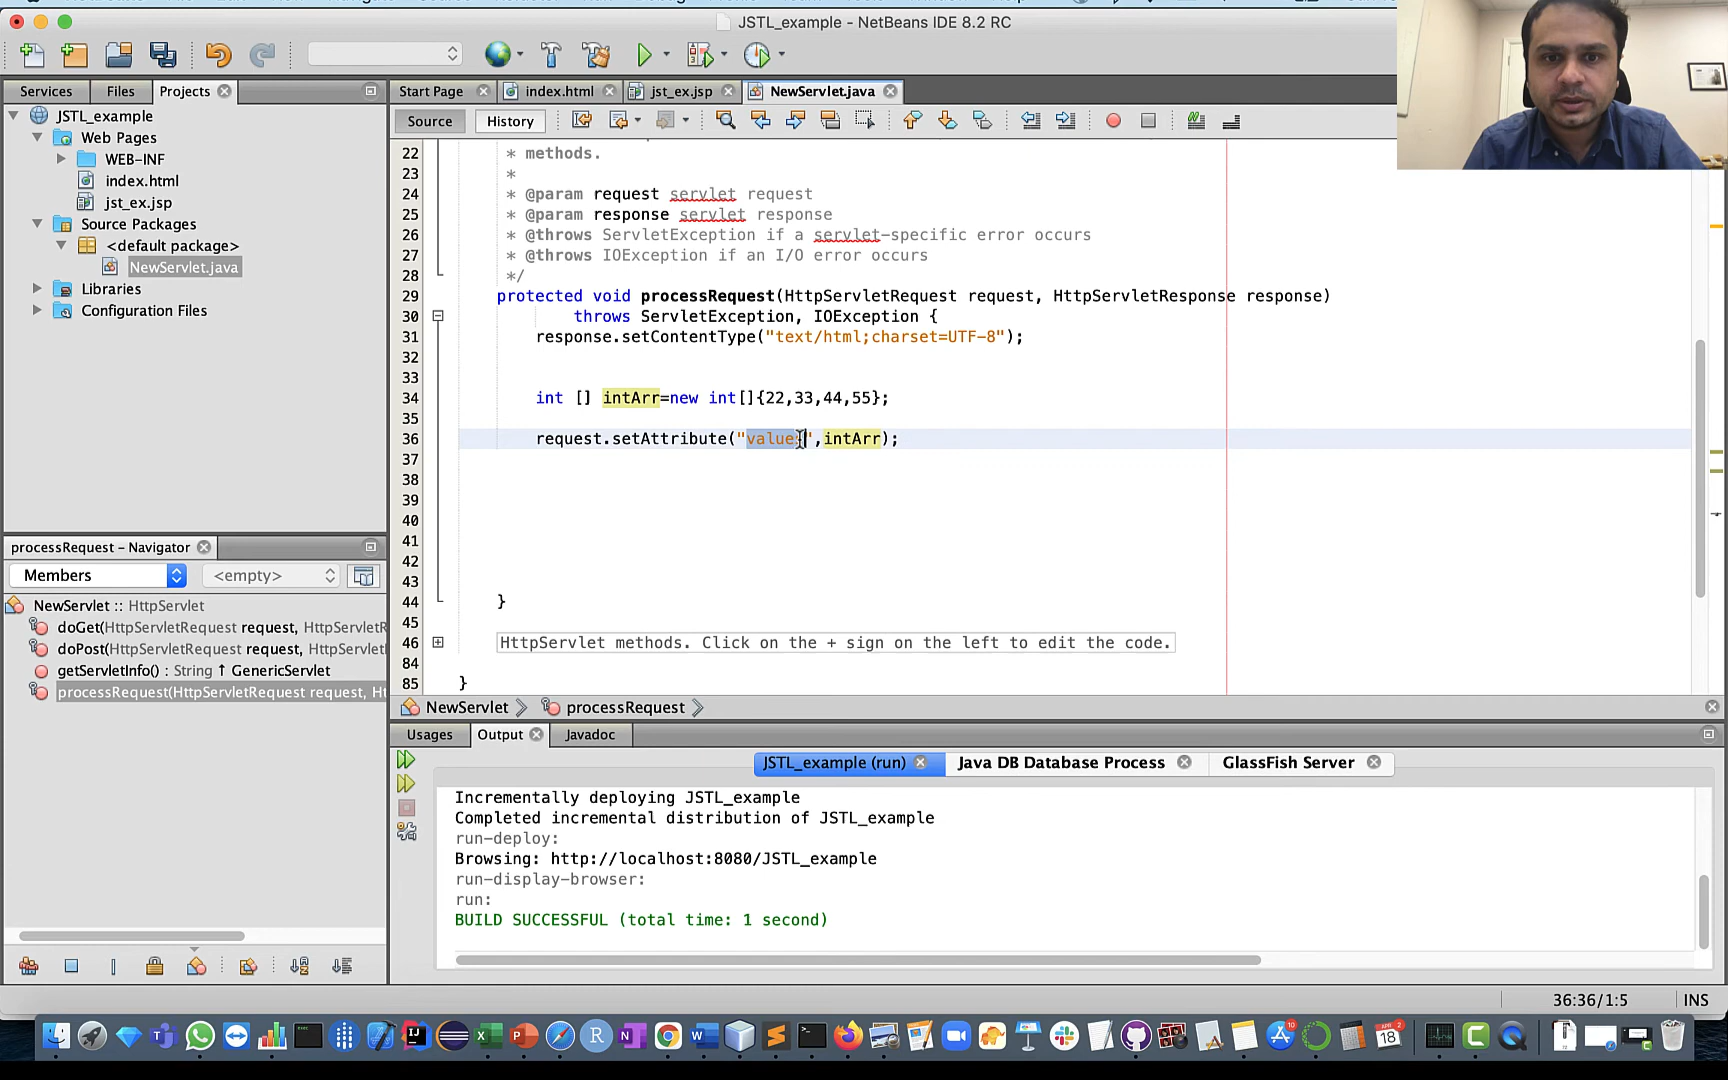 JSTL_example - NetBeans IDE 8.2 RC
Services Files Projects
Start Page index.html jst_ex.jsp NewServlet.java
Source History
JSTL_example
Web Pages
WEB-INF
index.html
jst_ex.jsp
Source Packages
<default package>
NewServlet.java
Libraries
Configuration Files
22 * methods.
23 *
24 * @param request servlet request
25 * @param response servlet response
26 * @throws ServletException if a servlet-specific error occurs
27 * @throws IOException if an I/O error occurs
28 */
29 protected void processRequest(HttpServletRequest request, HttpServletResponse response)
30 throws ServletException, IOException {
31 response.setContentType("text/html;charset=UTF-8");
32
33
34 int [] intArr=new int[]{22,33,44,55};
35
36 request.setAttribute("value",intArr);
37
38
39
40
41
42
43
44 }
45
46 HttpServlet methods. Click on the + sign on the left to edit the code.
84
85 }
NewServlet processRequest
processRequest - Navigator
Members <empty>
NewServlet :: HttpServlet
doGet(HttpServletRequest request, HttpServletR
doPost(HttpServletRequest request, HttpServlet
getServletInfo() : String ↑ GenericServlet
processRequest(HttpServletRequest request, Ht
Usages Output Javadoc
JSTL_example (run) Java DB Database Process GlassFish Server
Incrementally deploying JSTL_example
Completed incremental distribution of JSTL_example
run-deploy:
Browsing: http://localhost:8080/JSTL_example
run-display-browser:
run:
BUILD SUCCESSFUL (total time: 1 second)
36:36/1:5 INS